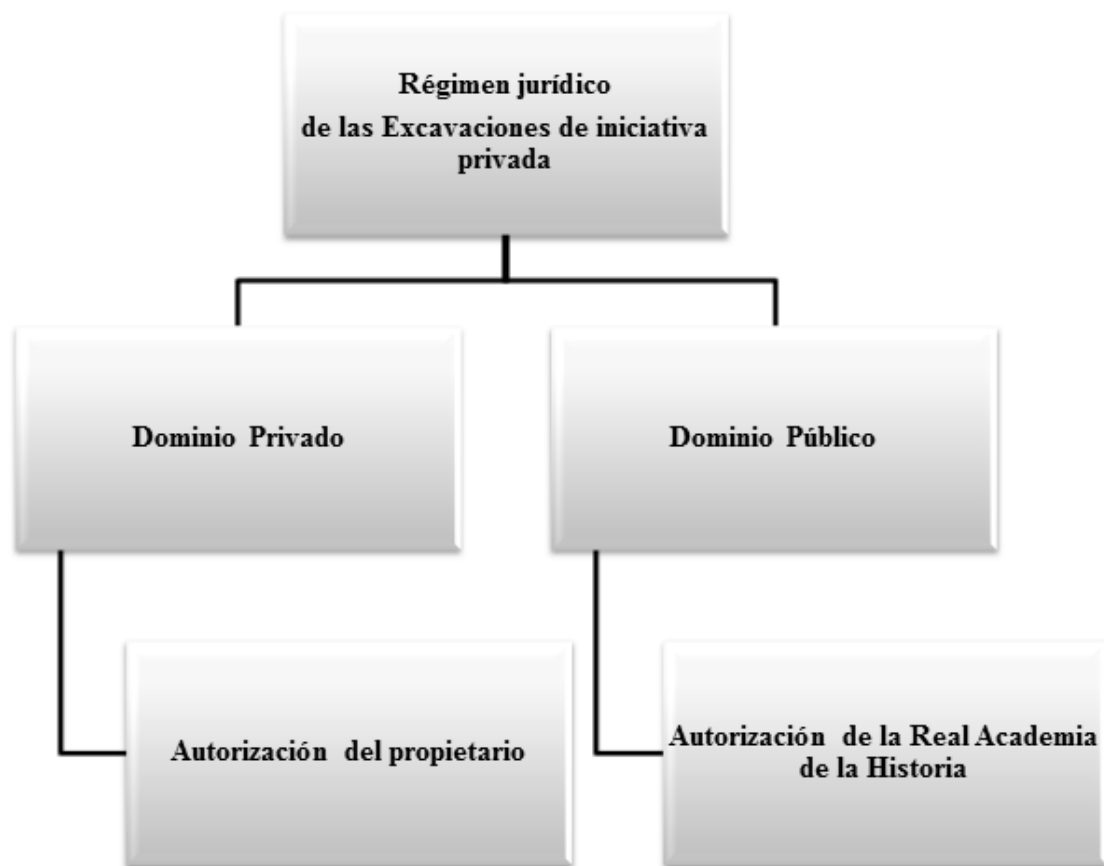 Régimen jurídico
de las Excavaciones de iniciativa
privada
Dominio Privado
Dominio Público
Autorización del propietario
Autorización de la Real Academia
de la Historia